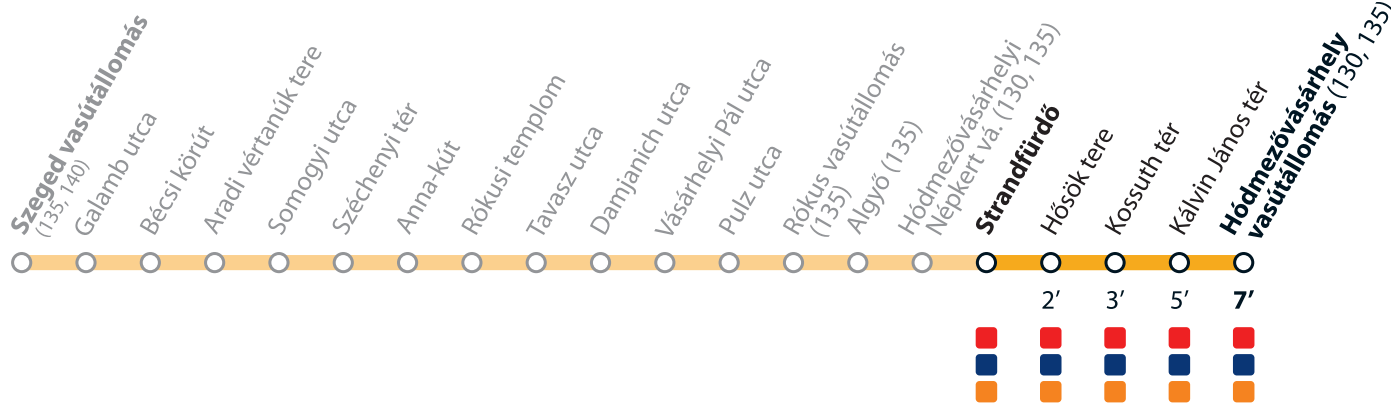 Szeged vasútállomás
(135, 140)
Galamb utca
Bécsi körút
Aradi vértanúk tere
Somogyi utca
Széchenyi tér
Anna-kút
Rókusi templom
Tavasz utca
Damjanich utca
Vásárhelyi Pál utca
Pulz utca
Rókus vasútállomás
(135)
Algyő (135)
Hódmezővásárhelyi
Népkert vá. (130, 135)
Strandfürdő
Hősök tere
Kossuth tér
Kálvin János tér
Hódmezővásárhely
vasútállomás (130, 135)
2’ 3’ 5’ 7’